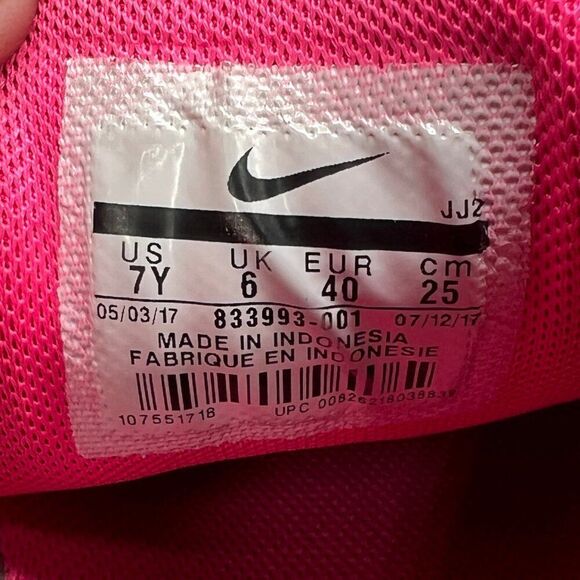 JJ2
US UK EUR cm
7Y 6 40 25
05/03/17 833993-001 07/12/17
MADE IN INDONESIA
FABRIQUE EN INDONESIE
107551718 UPC